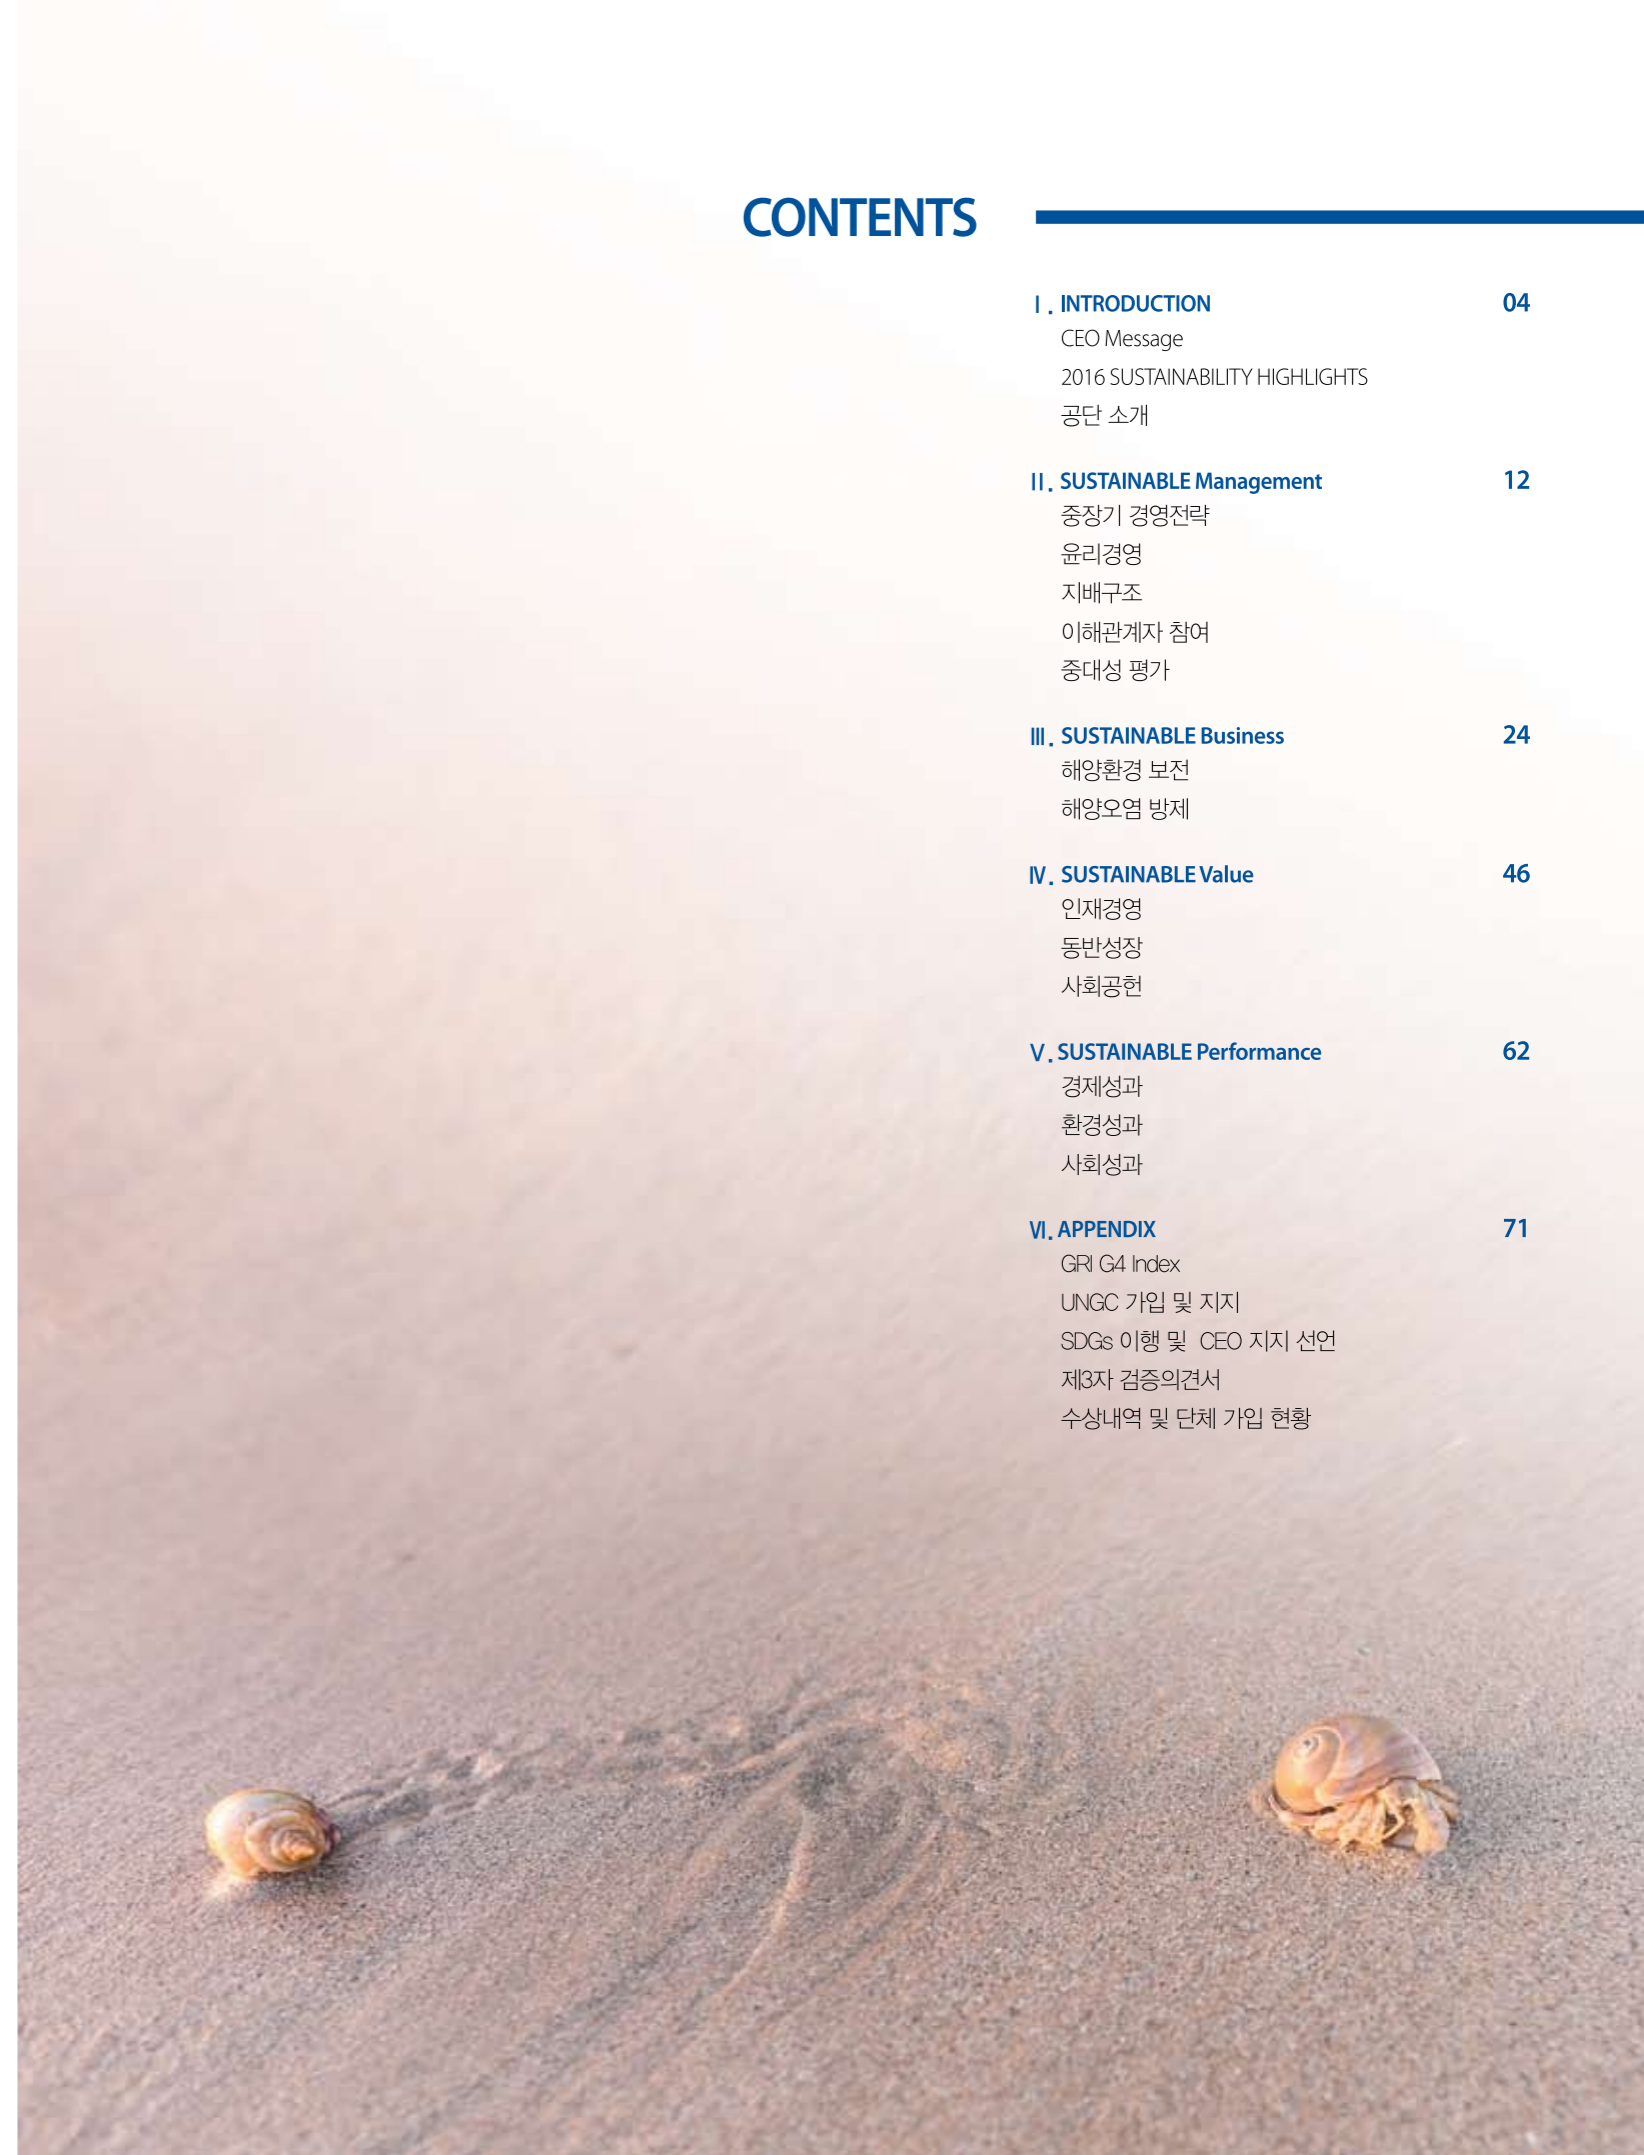 CONTENTS
Ⅰ. INTRODUCTION 04
CEO Message
2016 SUSTAINABILITY HIGHLIGHTS
공단 소개
Ⅱ. SUSTAINABLE Management 12
중장기 경영전략
윤리경영
지배구조
이해관계자 참여
중대성 평가
Ⅲ. SUSTAINABLE Business 24
해양환경 보전
해양오염 방제
Ⅳ. SUSTAINABLE Value 46
인재경영
동반성장
사회공헌
Ⅴ. SUSTAINABLE Performance 62
경제성과
환경성과
사회성과
Ⅵ. APPENDIX 71
GRI G4 Index
UNGC 가입 및 지지
SDGs 이행 및 CEO 지지 선언
제3자 검증의견서
수상내역 및 단체 가입 현황